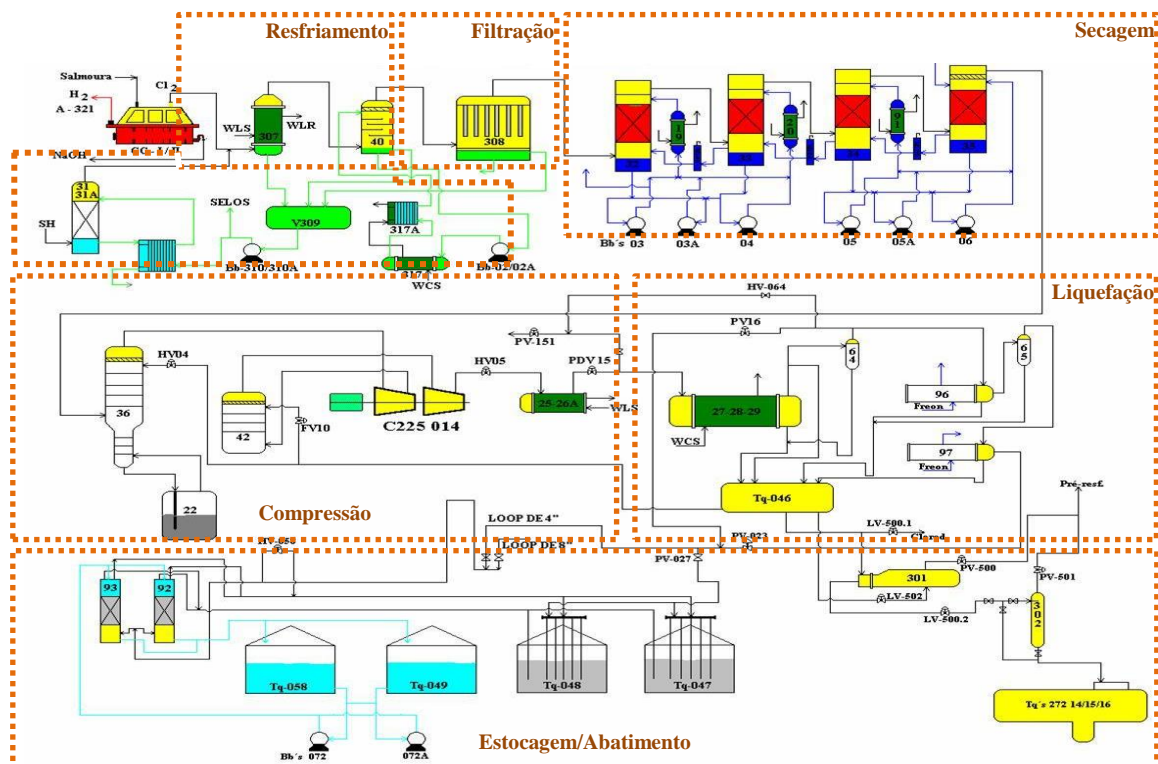 Resfriamento
Filtração
Secagem
Salmoura
Cl2
H2
A - 321
NaOH
WLS
WLR
307
40
308
19
20
91
33
31
31A
SH
SELOS
V309
317A
317
Bb-310/310A
Bb-02/02A
WCS
Bb's 03
03A
04
05
05A
06
HV-064
Liquefação
PV-151
PV16
HV04
HV05
PDV 15
64
65
36
42
25-26A
WLS
27-28-29
96
Freon
C225 014
FV10
WCS
97
Freon
22
Tq-046
Pré-resf.
Compressão
LOOP DE 4"
LOOP DE 8"
LV-500.1
PV-023
PV-027
PV-500
301
PV-501
LV-502
LV-500.2
302
93
92
Tq-058
Tq-049
Tq-048
Tq-047
Tq's 272 14/15/16
Bb's 072
072A
Estocagem/Abatimento